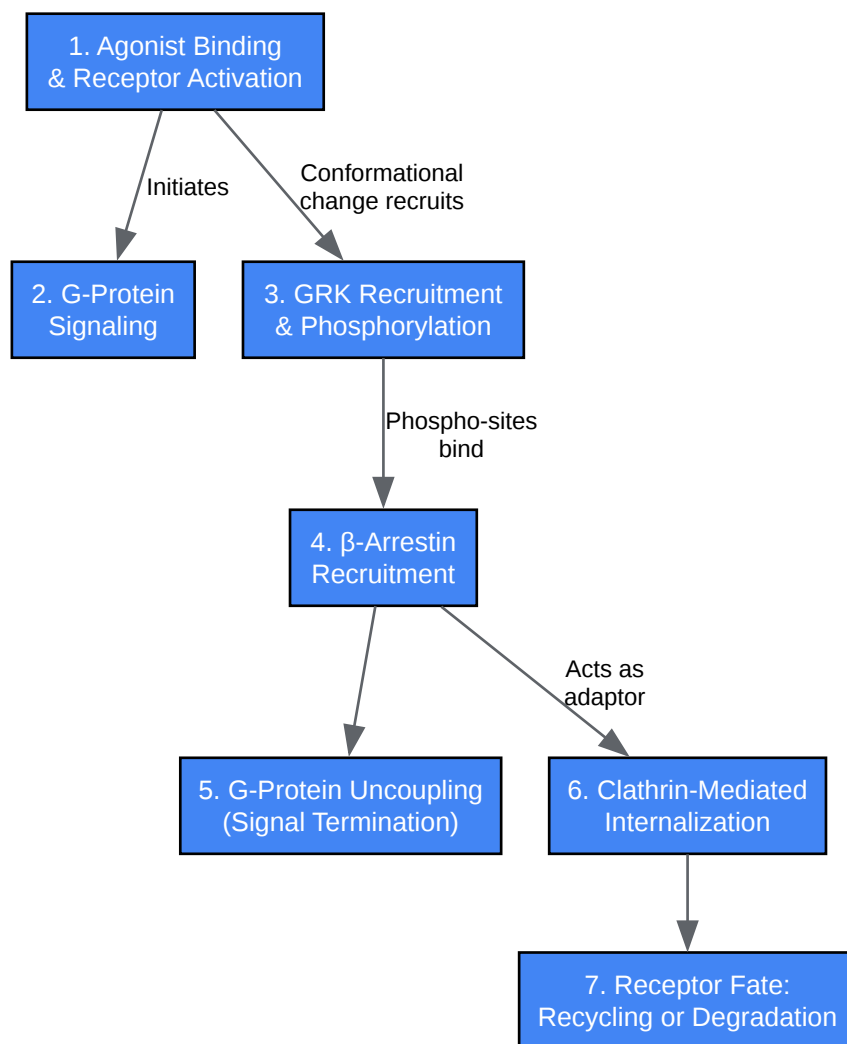 1. Agonist Binding
& Receptor Activation
Initiates
Conformational
change recruits
2. G-Protein
Signaling
3. GRK Recruitment
& Phosphorylation
Phospho-sites
bind
4. β-Arrestin
Recruitment
Acts as
adaptor
5. G-Protein Uncoupling
(Signal Termination)
6. Clathrin-Mediated
Internalization
7. Receptor Fate:
Recycling or Degradation